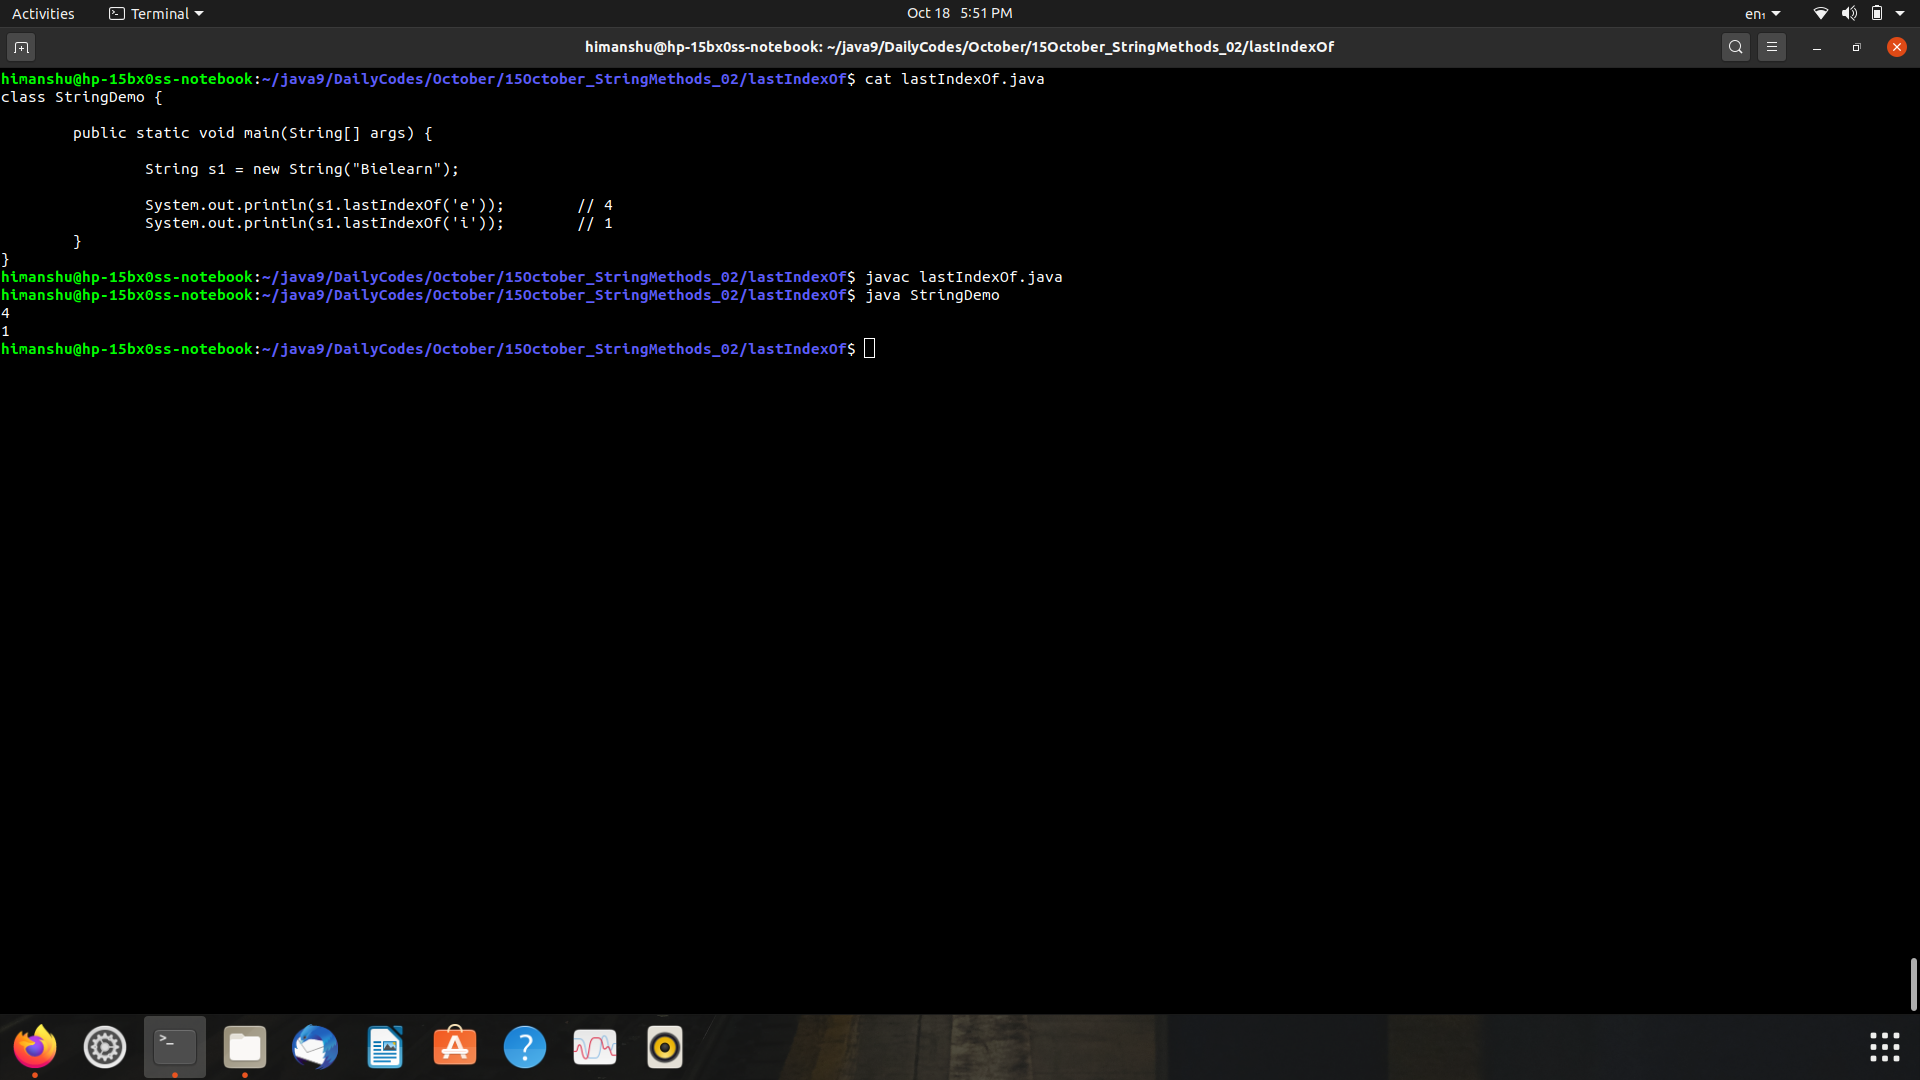 Activities Terminal Oct 18 5:51 PM en₁
himanshu@hp-15bx0ss-notebook: ~/java9/DailyCodes/October/15October_StringMethods_02/lastIndexOf
himanshu@hp-15bx0ss-notebook:~/java9/DailyCodes/October/15October_StringMethods_02/lastIndexOf$ cat lastIndexOf.java
class StringDemo {
        public static void main(String[] args) {
                String s1 = new String("Bielearn");
                System.out.println(s1.lastIndexOf('e'));        // 4
                System.out.println(s1.lastIndexOf('i'));        // 1
        }
}
himanshu@hp-15bx0ss-notebook:~/java9/DailyCodes/October/15October_StringMethods_02/lastIndexOf$ javac lastIndexOf.java
himanshu@hp-15bx0ss-notebook:~/java9/DailyCodes/October/15October_StringMethods_02/lastIndexOf$ java StringDemo
4
1
himanshu@hp-15bx0ss-notebook:~/java9/DailyCodes/October/15October_StringMethods_02/lastIndexOf$